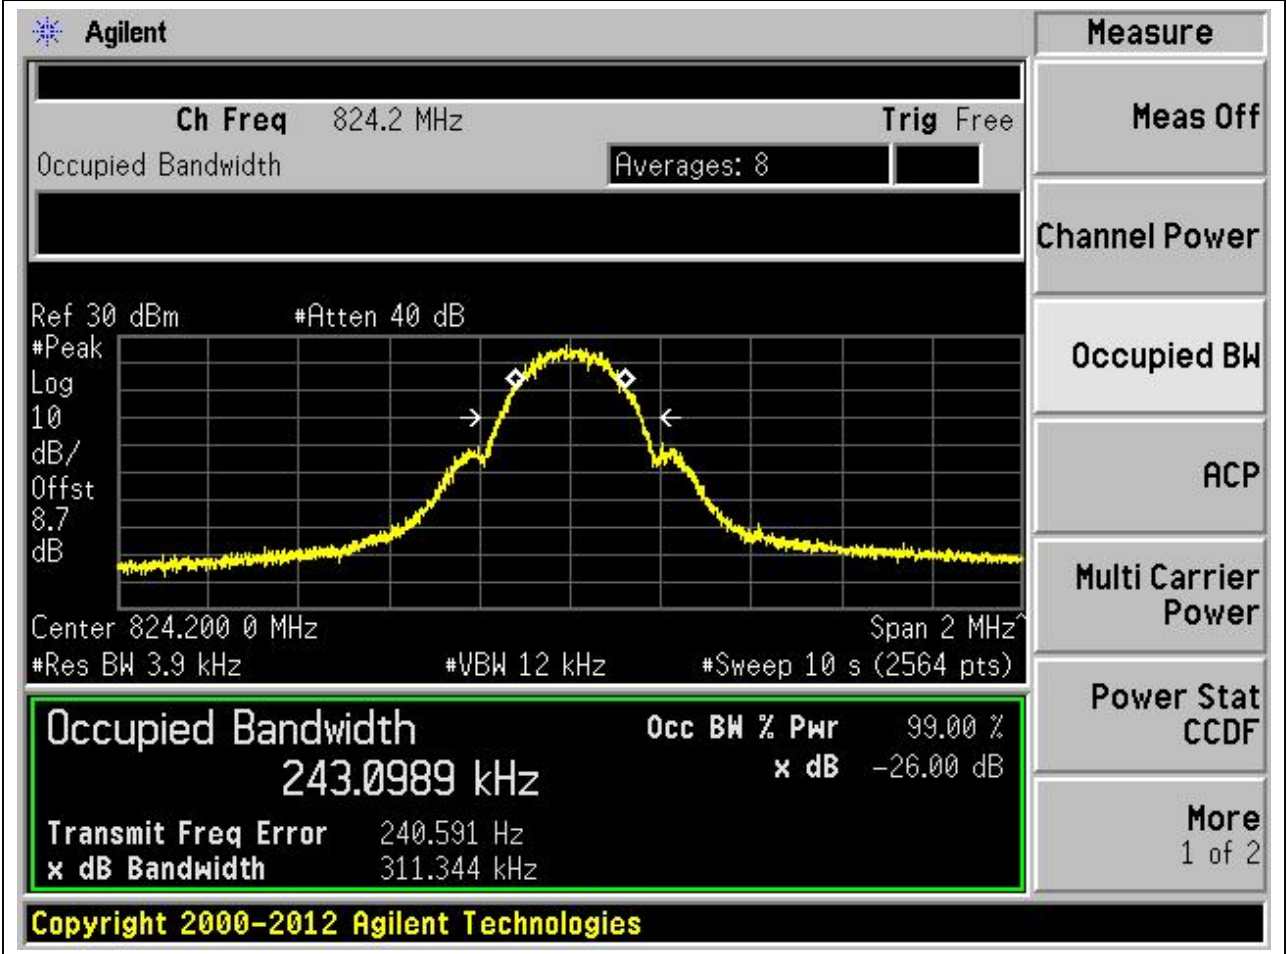 Agilent
Measure
Ch Freq 824.2 MHz Trig Free
Occupied Bandwidth Averages: 8
Meas Off
Channel Power
Occupied BW
ACP
Multi Carrier
Power
Power Stat
CCDF
More
1 of 2
Ref 30 dBm #Atten 40 dB
#Peak
Log
10
dB/
Offst
8.7
dB
Center 824.200 0 MHz Span 2 MHz^
#Res BW 3.9 kHz #VBW 12 kHz #Sweep 10 s (2564 pts)
Occupied Bandwidth Occ BW % Pwr 99.00 %
243.0989 kHz x dB -26.00 dB
Transmit Freq Error 240.591 Hz
x dB Bandwidth 311.344 kHz
Copyright 2000-2012 Agilent Technologies